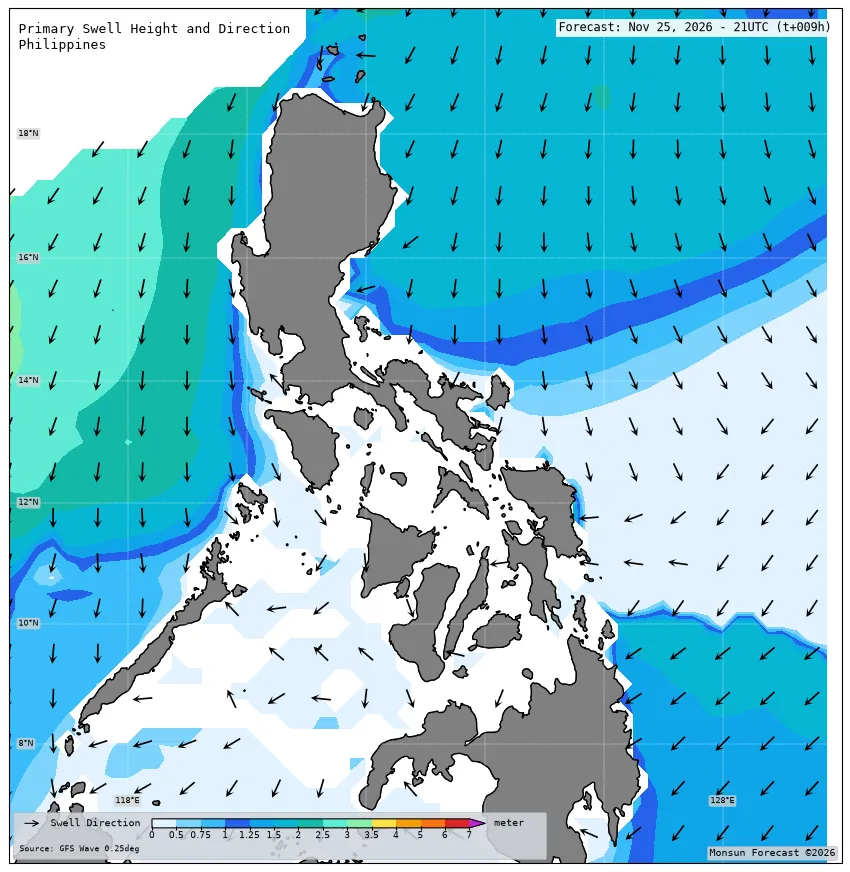 Primary Swell Height and Direction
Philippines
Forecast: Nov 25, 2026 - 21UTC (t+009h)
18°N
16°N
14°N
12°N
10°N
8°N
118°E
128°E
Swell Direction
0 0.5 0.75 1 1.25 1.5 2 2.5 3 3.5 4 5 6 7
meter
Source: GFS Wave 0.25deg
Monsun Forecast ©2026